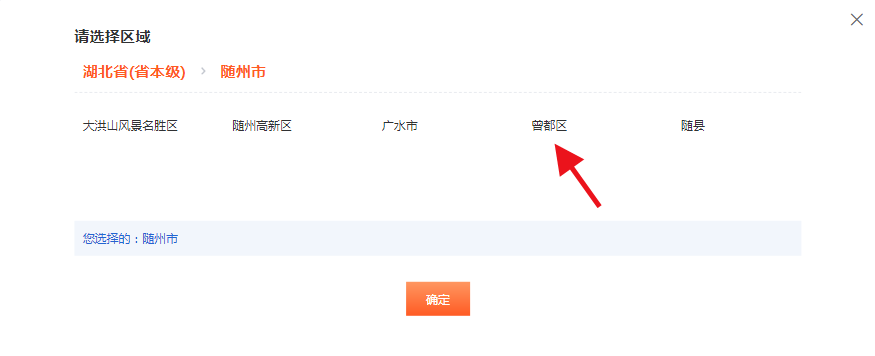 请选择区域
湖北省(省本级) > 随州市
大洪山风景名胜区 随州高新区 广水市 曾都区 随县
您选择的：随州市
确定